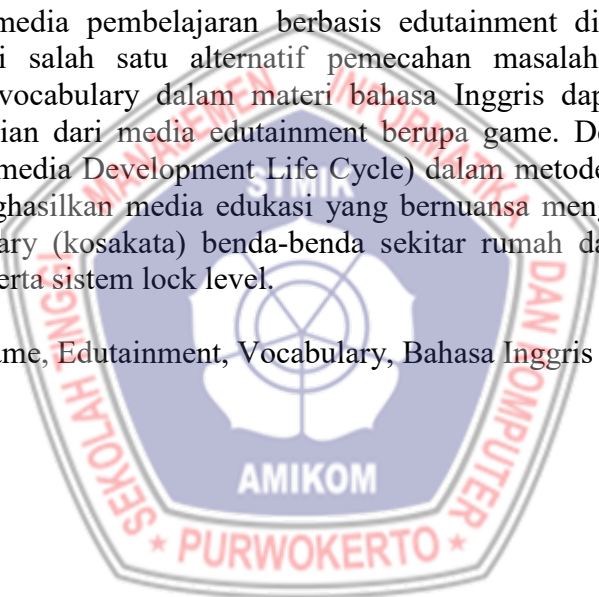 media pembelajaran berbasis edutainment di
i salah satu alternatif pemecahan masalah
vocabulary dalam materi bahasa Inggris dap
ian dari media edutainment berupa game. De
media Development Life Cycle) dalam metode
ghasilkan media edukasi yang bernuansa meng
ary (kosakata) benda-benda sekitar rumah da
erta sistem lock level.
ame, Edutainment, Vocabulary, Bahasa Inggris
SEKOLAH TINGGI MANAJEMEN INFORMATIKA DAN KOMPUTER
STMIK
AMIKOM
* PURWOKERTO *